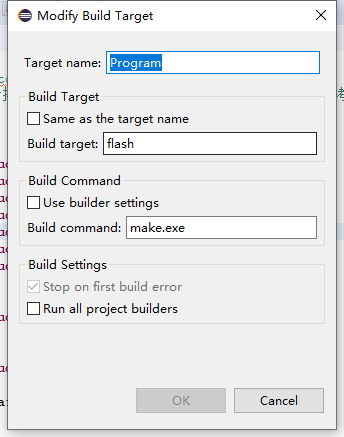 Modify Build Target
Target name: Program
Build Target
Same as the target name
Build target: flash
Build Command
Use builder settings
Build command: make.exe
Build Settings
Stop on first build error
Run all project builders
OK Cancel